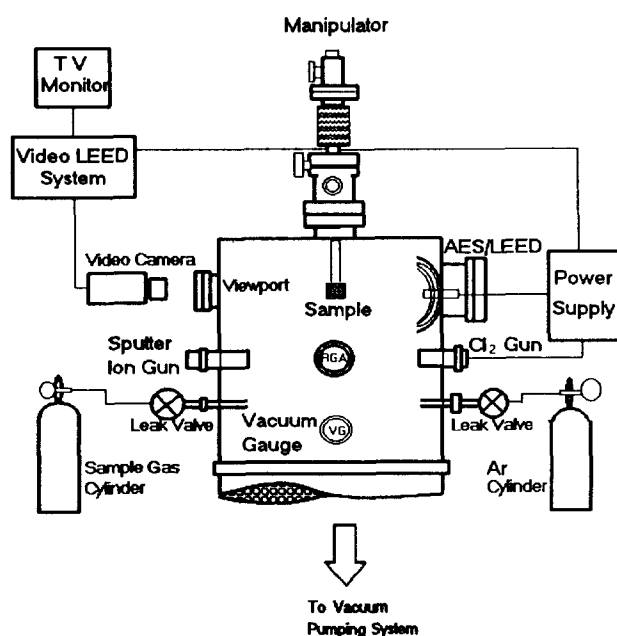 Manipulator
TV
Monitor
Video LEED
System
AES/LEED
Video Camera
Viewport
Power
Supply
Sample
Sputter
Ion Gun
RGA
Cl₂ Gun
Leak Valve
Vacuum
Gauge
VG
Leak Valve
Sample Gas
Cylinder
Ar
Cylinder
To Vacuum
Pumping System